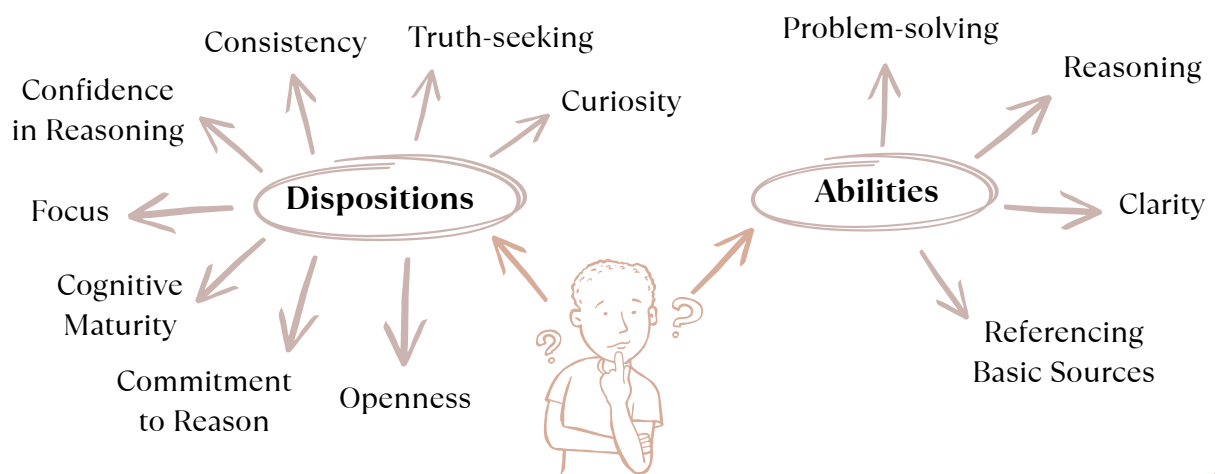 Consistency
Truth-seeking
Curiosity
Confidence
in Reasoning
Dispositions
Focus
Cognitive
Maturity
Commitment
to Reason
Openness
?
?
Problem-solving
Reasoning
Abilities
Clarity
Referencing
Basic Sources